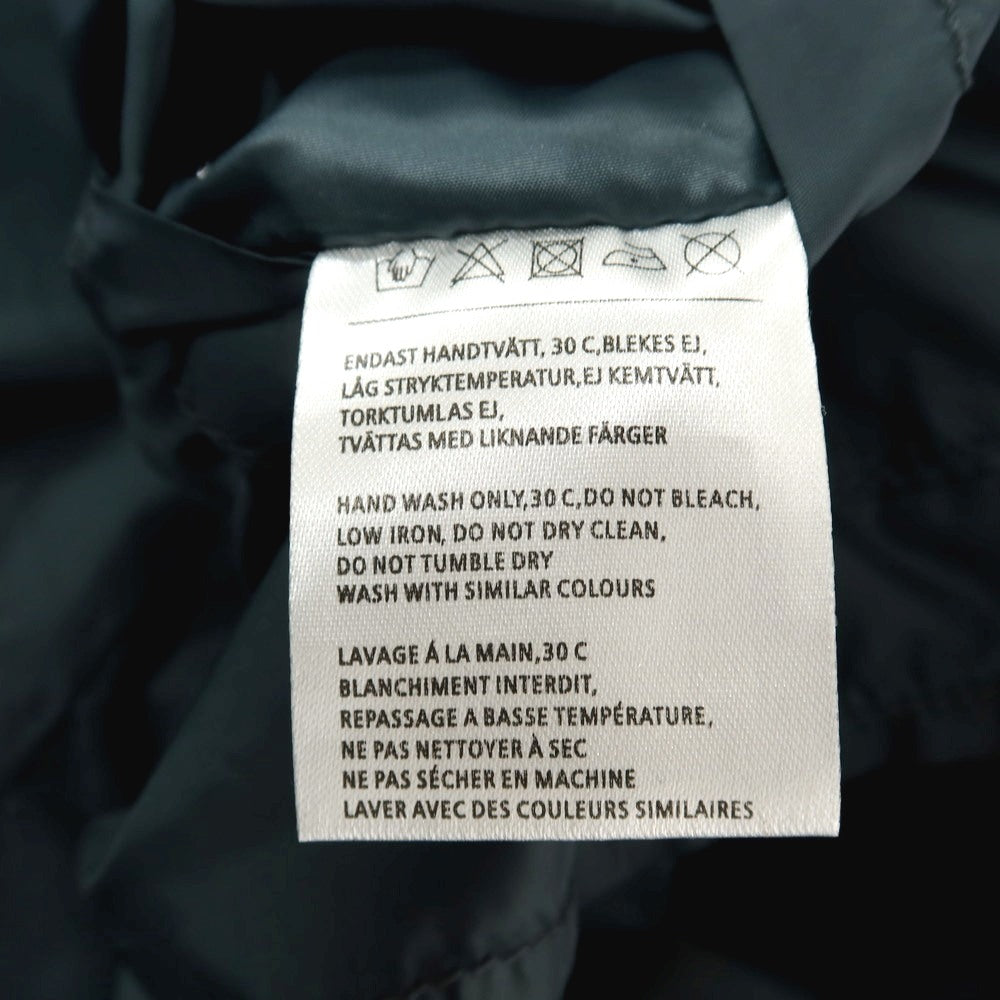 ENDAST HANDTVÄTT, 30 C,BLEKES EJ,
LÅG STRYKTEMPERATUR,EJ KEMTVÄTT,
TORKTUMLAS EJ,
TVÄTTAS MED LIKNANDE FÄRGER
HAND WASH ONLY,30 C,DO NOT BLEACH,
LOW IRON, DO NOT DRY CLEAN,
DO NOT TUMBLE DRY
WASH WITH SIMILAR COLOURS
LAVAGE Á LA MAIN,30 C
BLANCHIMENT INTERDIT,
REPASSAGE A BASSE TEMPÉRATURE,
NE PAS NETTOYER À SEC
NE PAS SÉCHER EN MACHINE
LAVER AVEC DES COULEURS SIMILAIRES